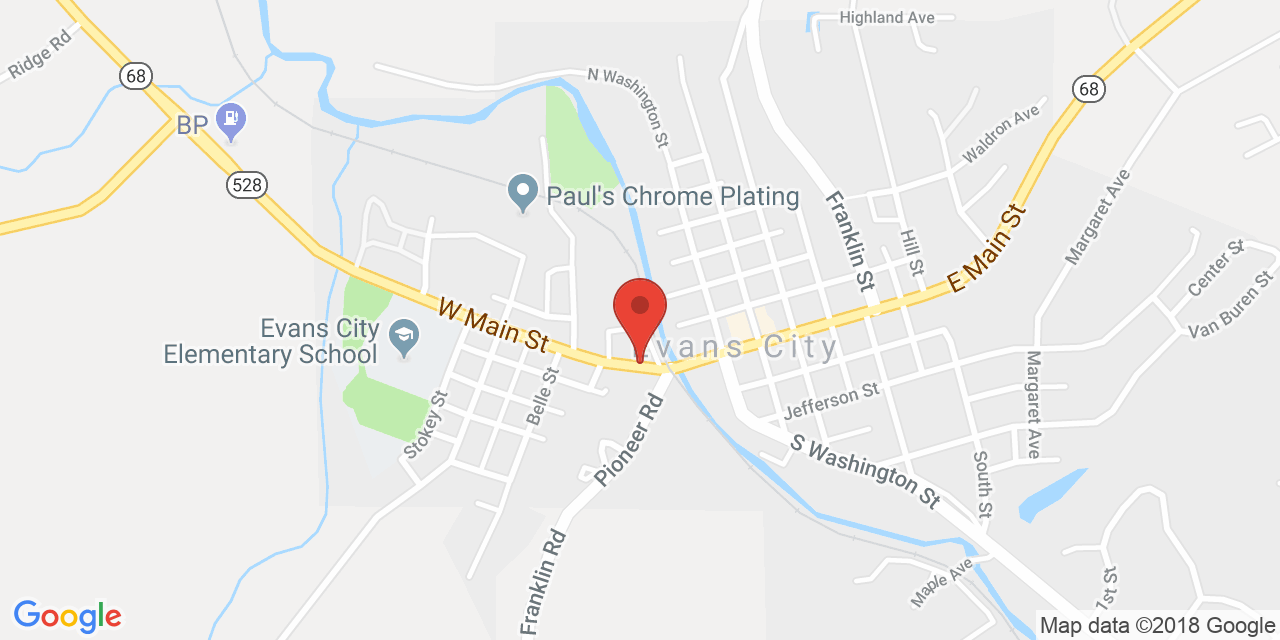 Highland Ave
Ridge Rd
68
N Washington St
68
BP
Waldron Ave
528
Paul's Chrome Plating
Franklin St
Hill St
E Main St
Margaret Ave
Center St
Van Buren St
W Main St
Evans City
Elementary School
Evans City
Belle St
Stokey St
Jefferson St
Margaret Ave
Pioneer Rd
S Washington St
South St
Franklin Rd
Maple Ave
1st St
Google
Map data ©2018 Google